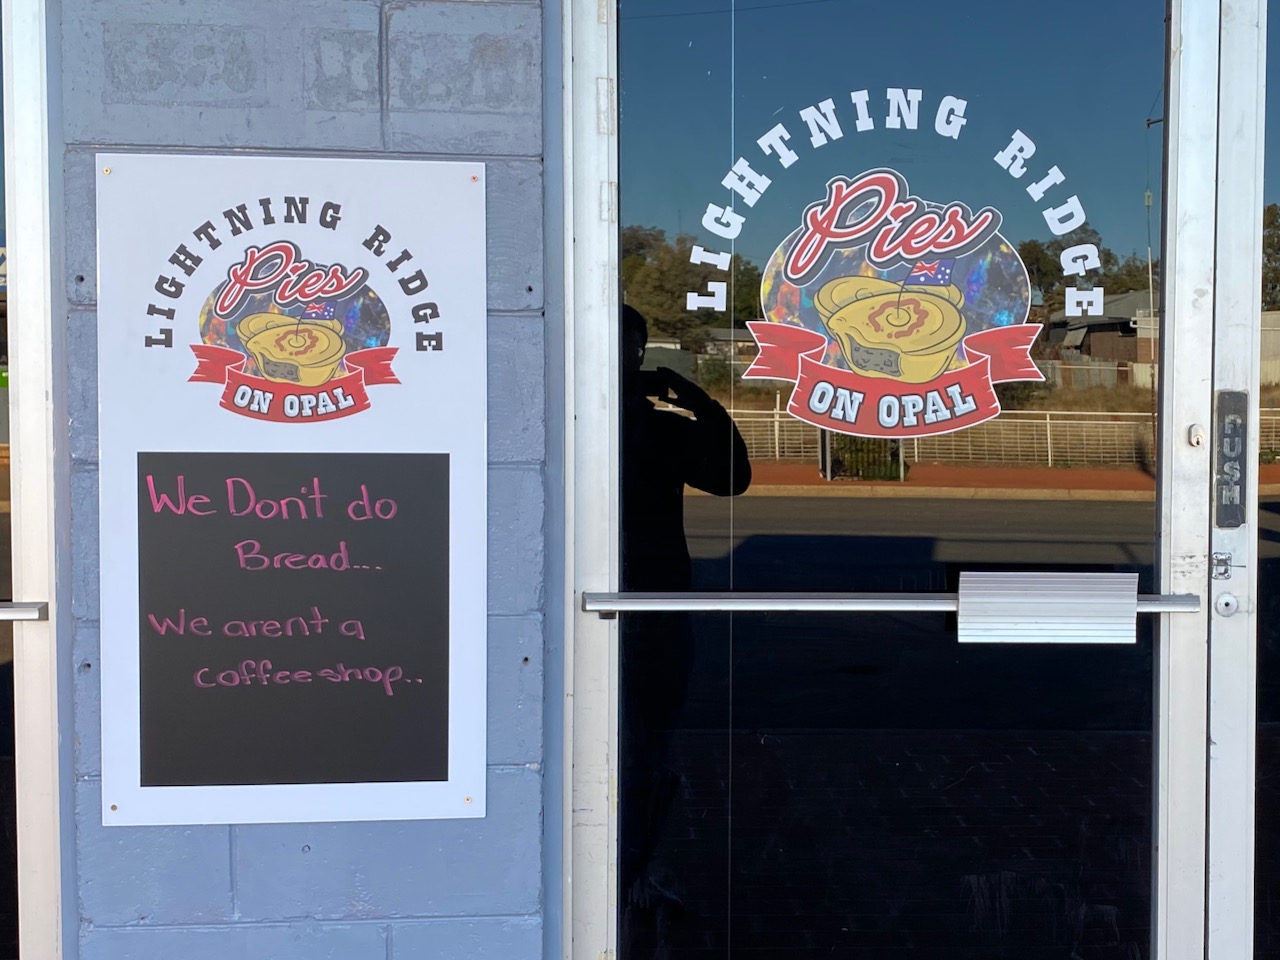 LIGHTNING RIDGE
Pies
ON OPAL
We Don't do
Bread...
We arent a
coffee shop..
LIGHTNING RIDGE
Pies
ON OPAL
PUSH